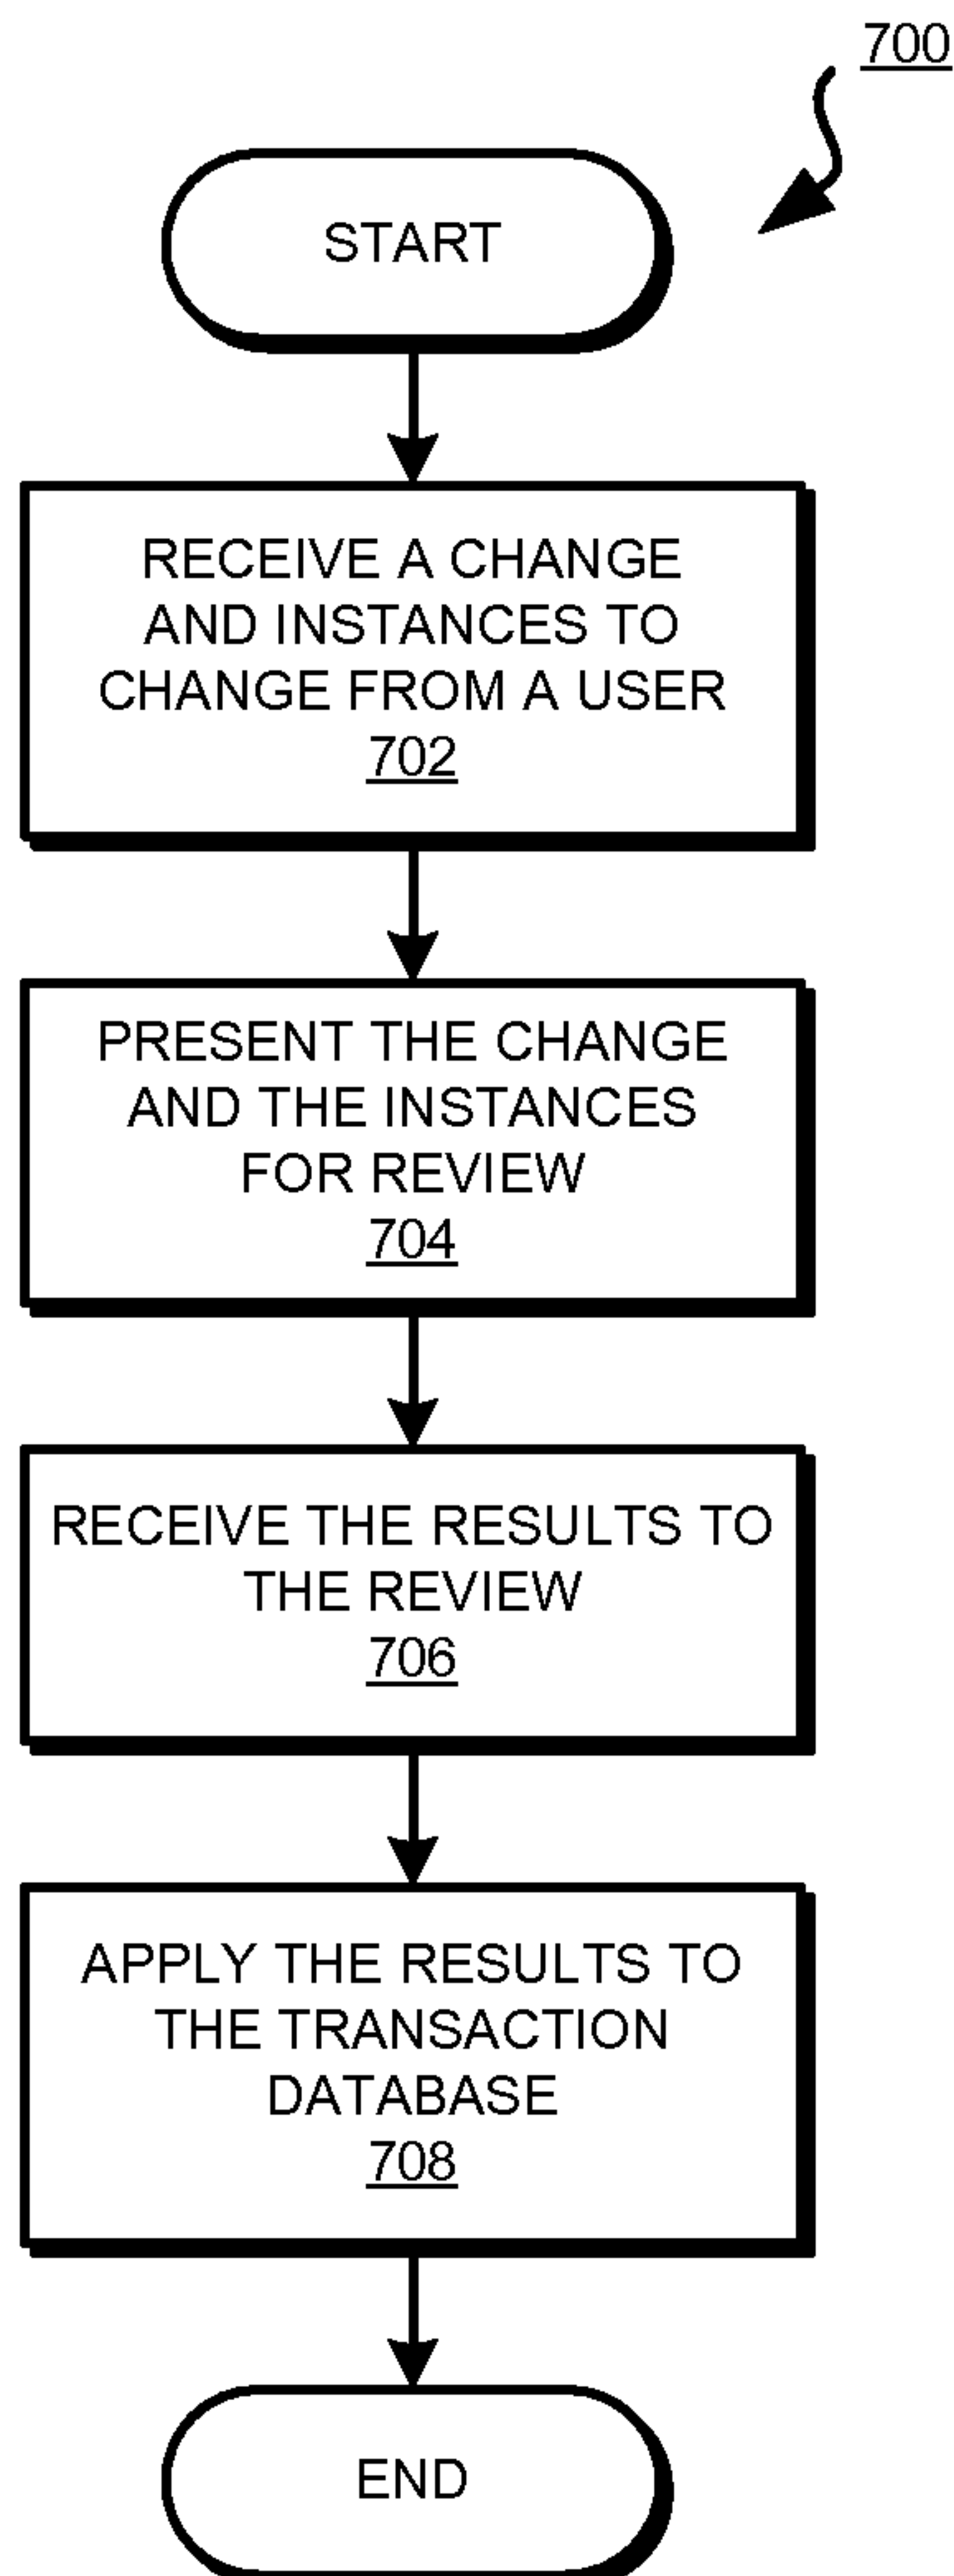 700
START
RECEIVE A CHANGE
AND INSTANCES TO
CHANGE FROM A USER
702
PRESENT THE CHANGE
AND THE INSTANCES
FOR REVIEW
704
RECEIVE THE RESULTS TO
THE REVIEW
706
APPLY THE RESULTS TO
THE TRANSACTION
DATABASE
708
END